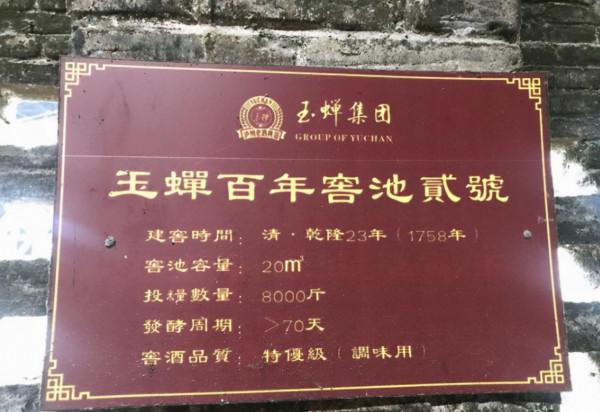 玉蝉集团
GROUP OF YUCHAN
玉蟬百年窖池貳號
建窖時間：清·乾隆23年（1758年）
窖池容量：20m³
投糧數量：8000斤
發酵周期：＞70天
窖酒品質：特優級（調味用）